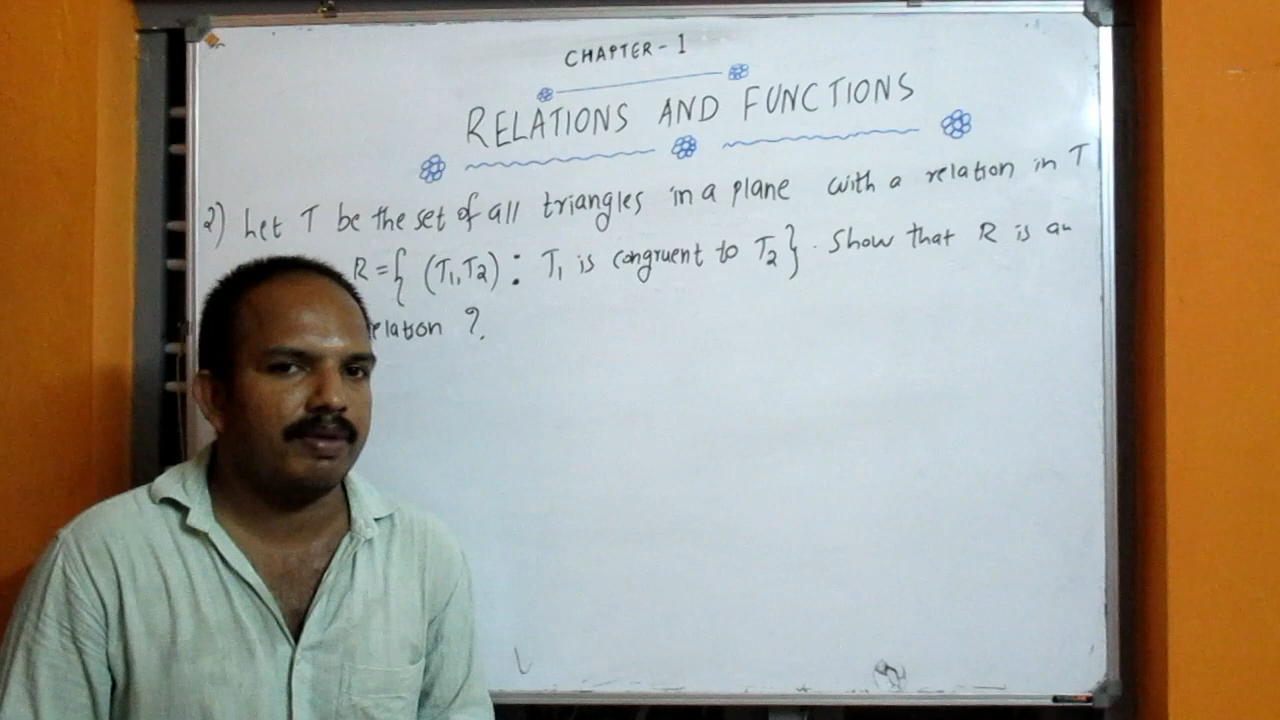 CHAPTER - 1
RELATIONS AND FUNCTIONS
2) Let T be the set of all triangles in a plane with a relation in T
R = { (T1, T2) : T1 is congruent to T2 } . Show that R is an
elation ?